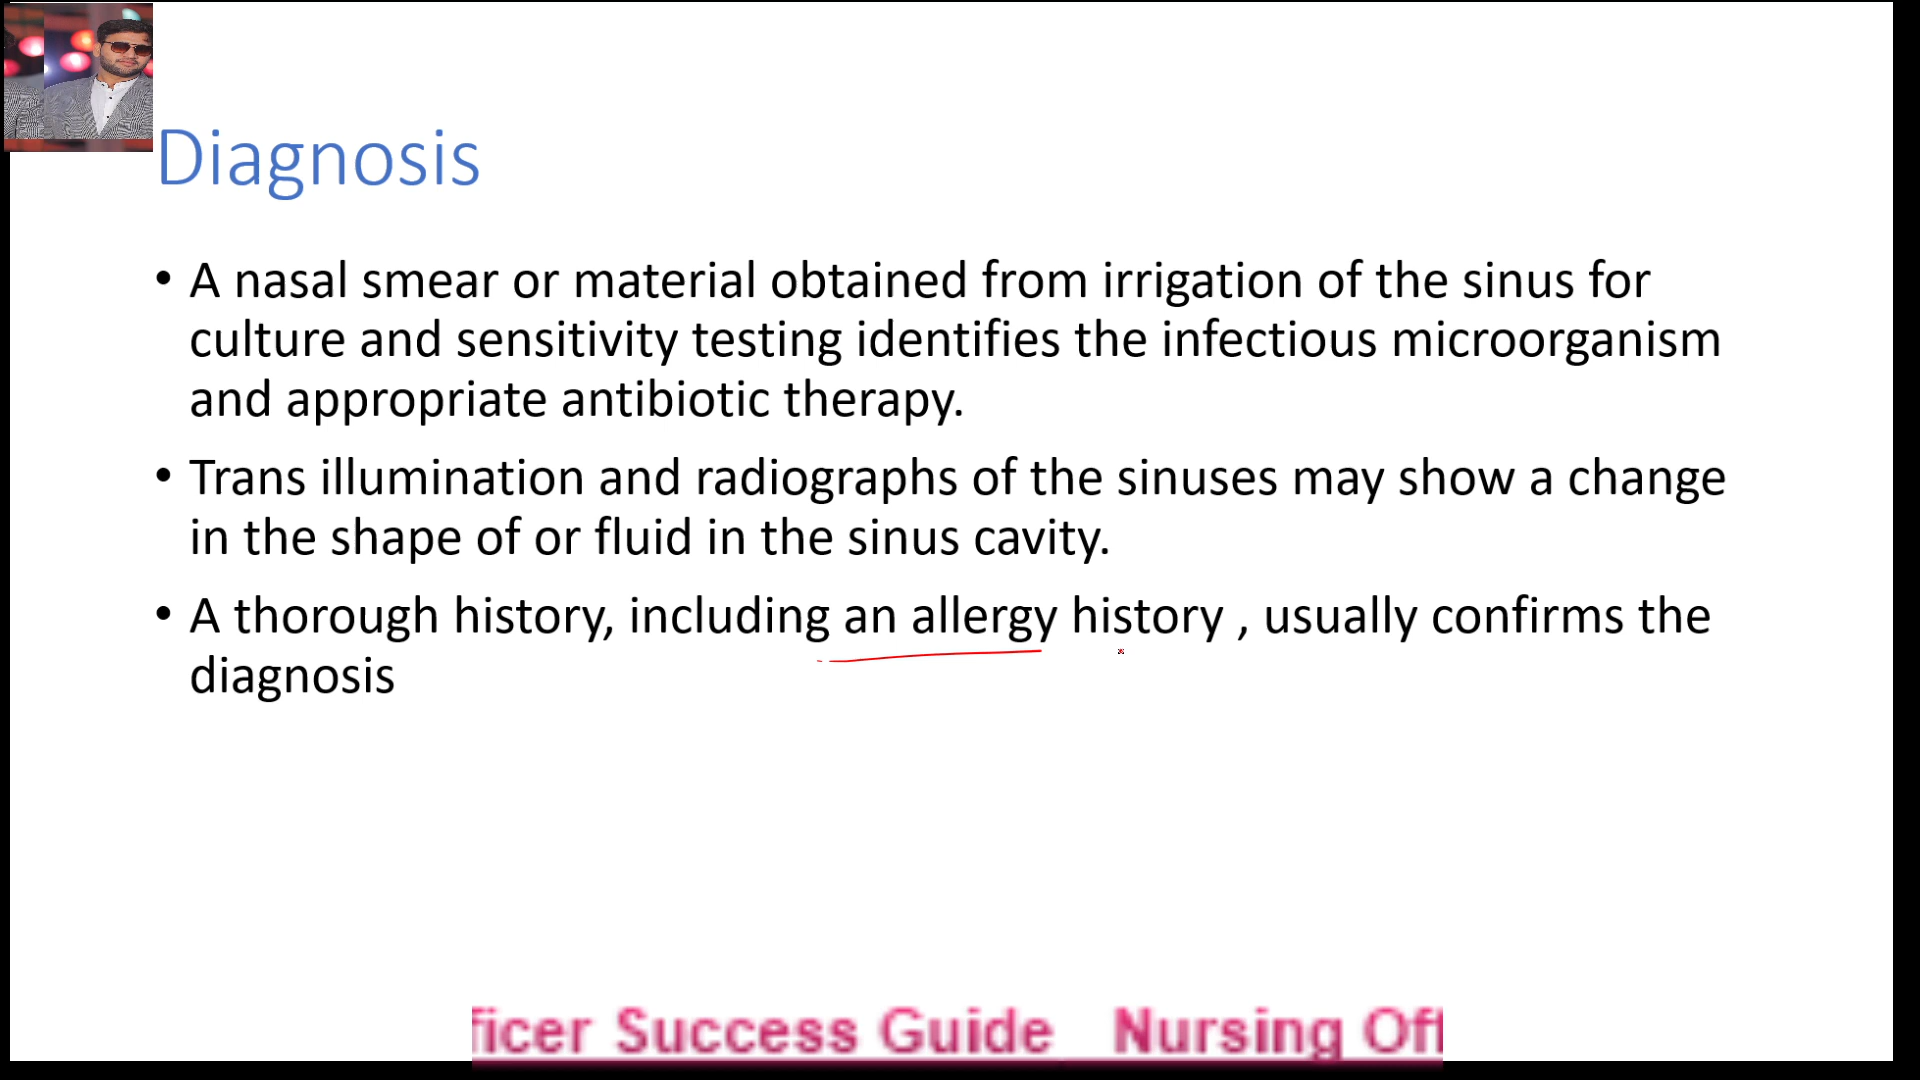 Diagnosis
• A nasal smear or material obtained from irrigation of the sinus for
culture and sensitivity testing identifies the infectious microorganism
and appropriate antibiotic therapy.
• Trans illumination and radiographs of the sinuses may show a change
in the shape of or fluid in the sinus cavity.
• A thorough history, including an allergy history , usually confirms the
diagnosis
ficer Success Guide Nursing Off